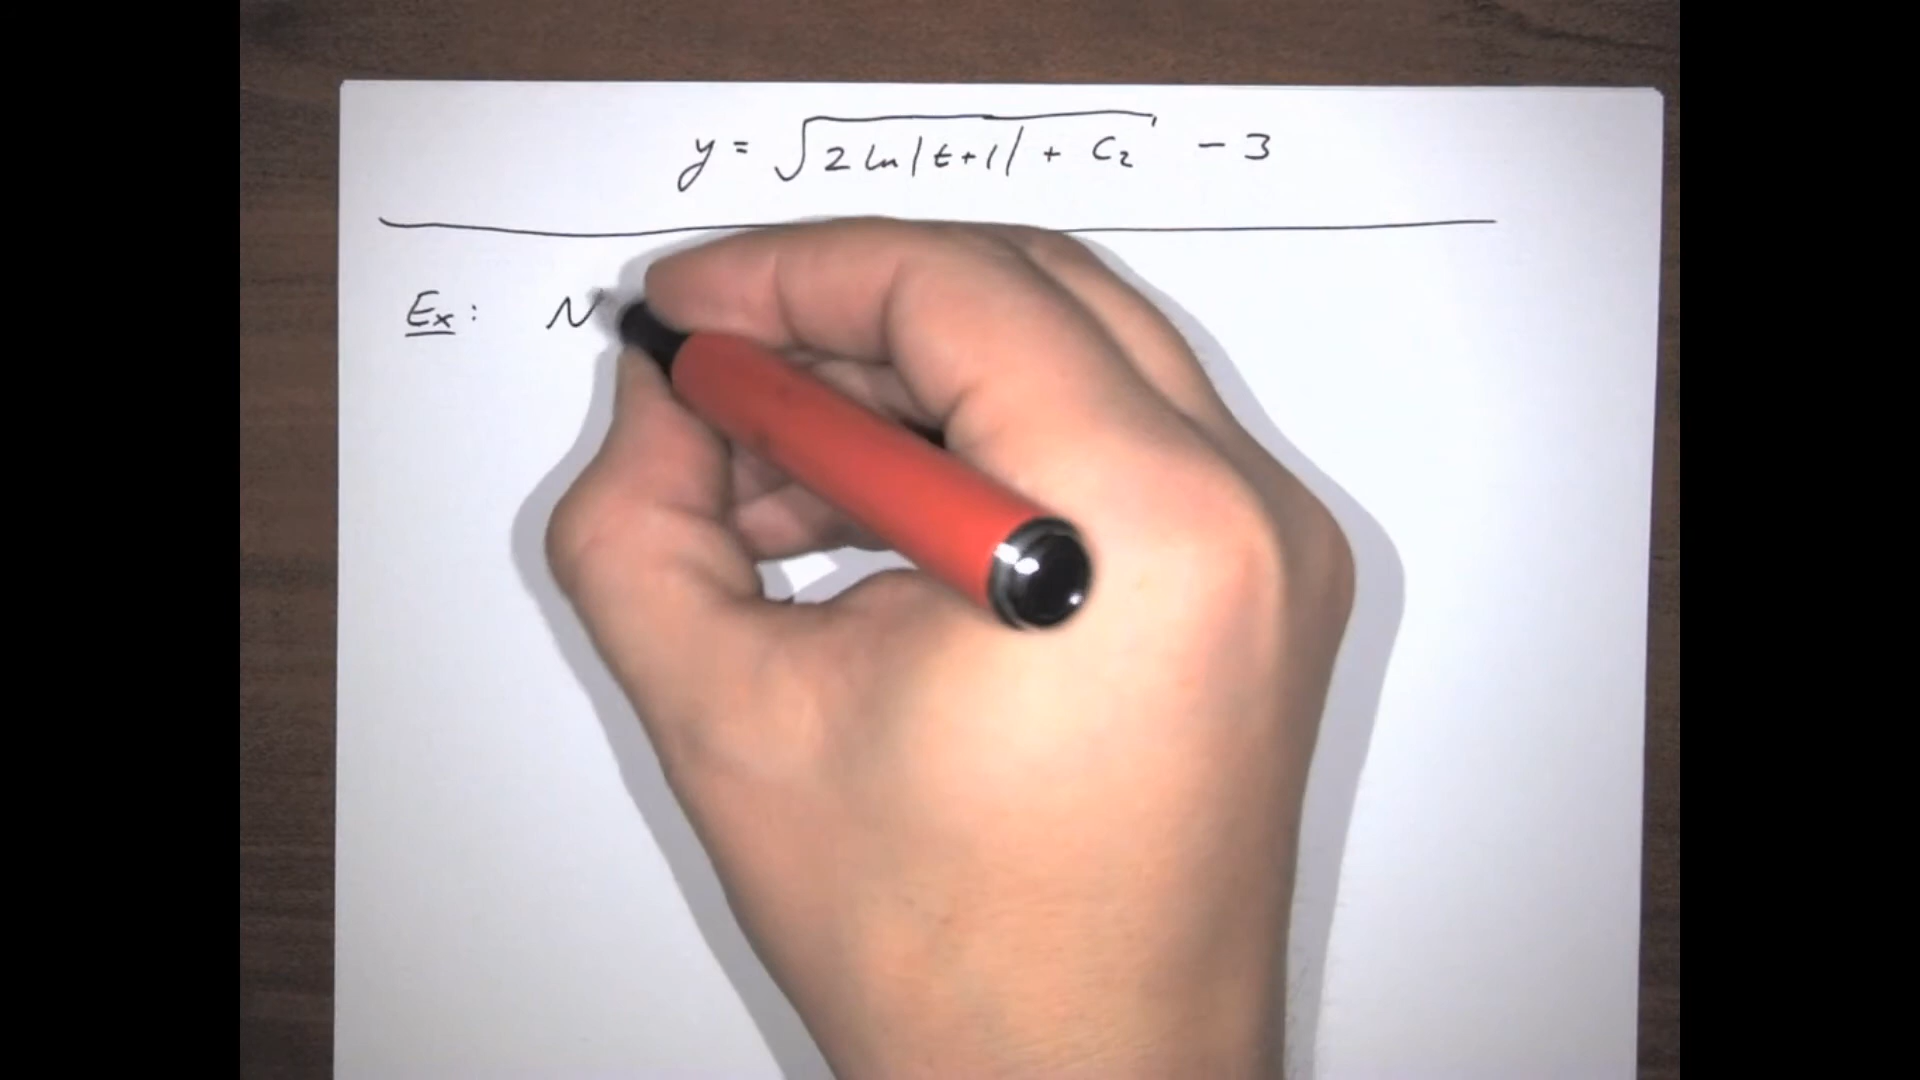 y = √(2 ln|t+1| + C₂) - 3
Ex: N